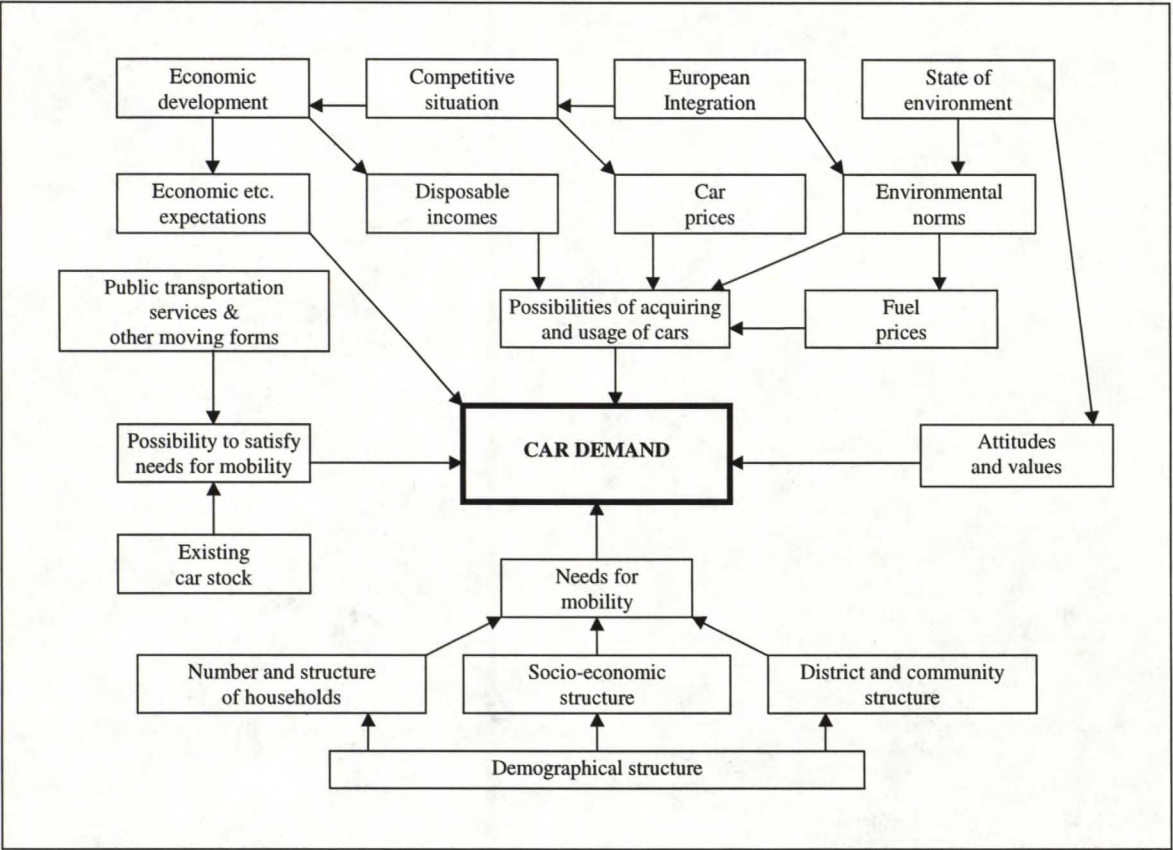 Economic
development
Competitive
situation
European
Integration
State of
environment
Economic etc.
expectations
Disposable
incomes
Car
prices
Environmental
norms
Public transportation
services &
other moving forms
Possibilities of acquiring
and usage of cars
Fuel
prices
Possibility to satisfy
needs for mobility
CAR DEMAND
Attitudes
and values
Existing
car stock
Needs for
mobility
Number and structure
of households
Socio-economic
structure
District and community
structure
Demographical structure